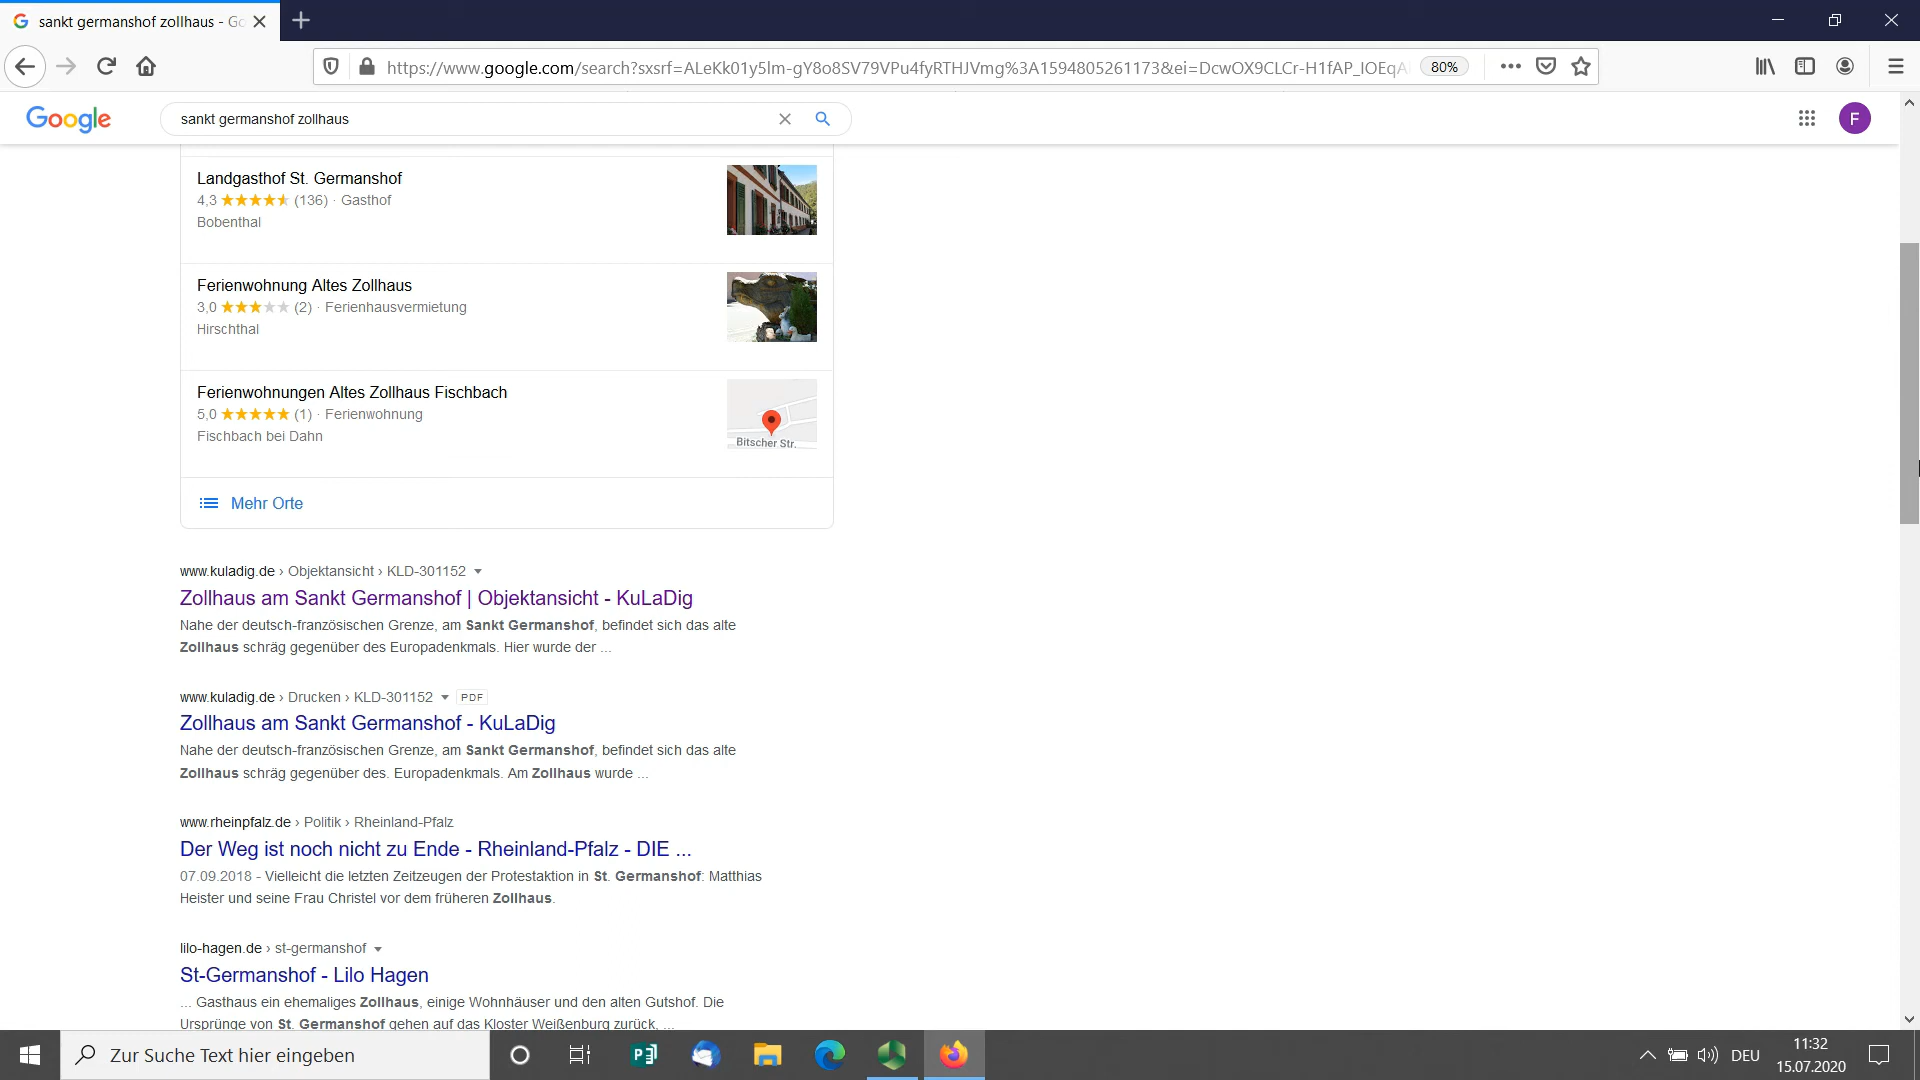 sankt germanshof zollhaus - Go
https://www.google.com/search?sxsrf=ALeKk01y5lm-gY8o8SV79VPu4fyRTHJVmg%3A1594805261173&ei=DcwOX9CLCr-H1fAP_IOEqA
80%
Google
sankt germanshof zollhaus
F
Landgasthof St. Germanshof
4,3 (136) · Gasthof
Bobenthal
Ferienwohnung Altes Zollhaus
3,0 (2) · Ferienhausvermietung
Hirschthal
Ferienwohnungen Altes Zollhaus Fischbach
5,0 (1) · Ferienwohnung
Fischbach bei Dahn
Bitscher Str.
Mehr Orte
www.kuladig.de › Objektansicht › KLD-301152
Zollhaus am Sankt Germanshof | Objektansicht - KuLaDig
Nahe der deutsch-französischen Grenze, am Sankt Germanshof, befindet sich das alte
Zollhaus schräg gegenüber des Europadenkmals. Hier wurde der ...
www.kuladig.de › Drucken › KLD-301152 PDF
Zollhaus am Sankt Germanshof - KuLaDig
Nahe der deutsch-französischen Grenze, am Sankt Germanshof, befindet sich das alte
Zollhaus schräg gegenüber des. Europadenkmals. Am Zollhaus wurde ...
www.rheinpfalz.de › Politik › Rheinland-Pfalz
Der Weg ist noch nicht zu Ende - Rheinland-Pfalz - DIE ...
07.09.2018 - Vielleicht die letzten Zeitzeugen der Protestaktion in St. Germanshof: Matthias
Heister und seine Frau Christel vor dem früheren Zollhaus.
lilo-hagen.de › st-germanshof
St-Germanshof - Lilo Hagen
... Gasthaus ein ehemaliges Zollhaus, einige Wohnhäuser und den alten Gutshof. Die
Ursprünge von St. Germanshof gehen auf das Kloster Weißenburg zurück, ...
Zur Suche Text hier eingeben
P
DEU
11:32
15.07.2020